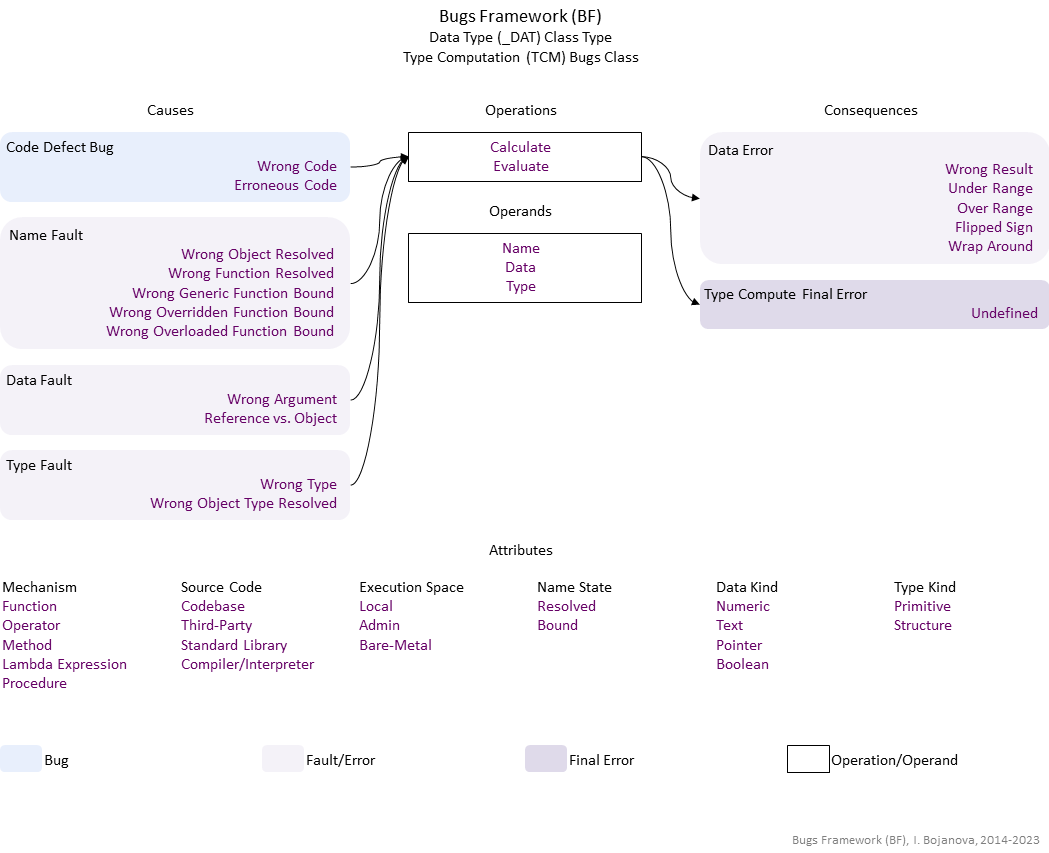 Bugs Framework (BF)
Data Type (_DAT) Class Type
Type Computation (TCM) Bugs Class
Causes
Operations
Consequences
Code Defect Bug
Wrong Code
Erroneous Code
Name Fault
Wrong Object Resolved
Wrong Function Resolved
Wrong Generic Function Bound
Wrong Overridden Function Bound
Wrong Overloaded Function Bound
Data Fault
Wrong Argument
Reference vs. Object
Type Fault
Wrong Type
Wrong Object Type Resolved
Calculate
Evaluate
Operands
Name
Data
Type
Data Error
Wrong Result
Under Range
Over Range
Flipped Sign
Wrap Around
Type Compute Final Error
Undefined
Attributes
Mechanism
Function
Operator
Method
Lambda Expression
Procedure
Source Code
Codebase
Third-Party
Standard Library
Compiler/Interpreter
Execution Space
Local
Admin
Bare-Metal
Name State
Resolved
Bound
Data Kind
Numeric
Text
Pointer
Boolean
Type Kind
Primitive
Structure
Bug
Fault/Error
Final Error
Operation/Operand
Bugs Framework (BF), I. Bojanova, 2014-2023